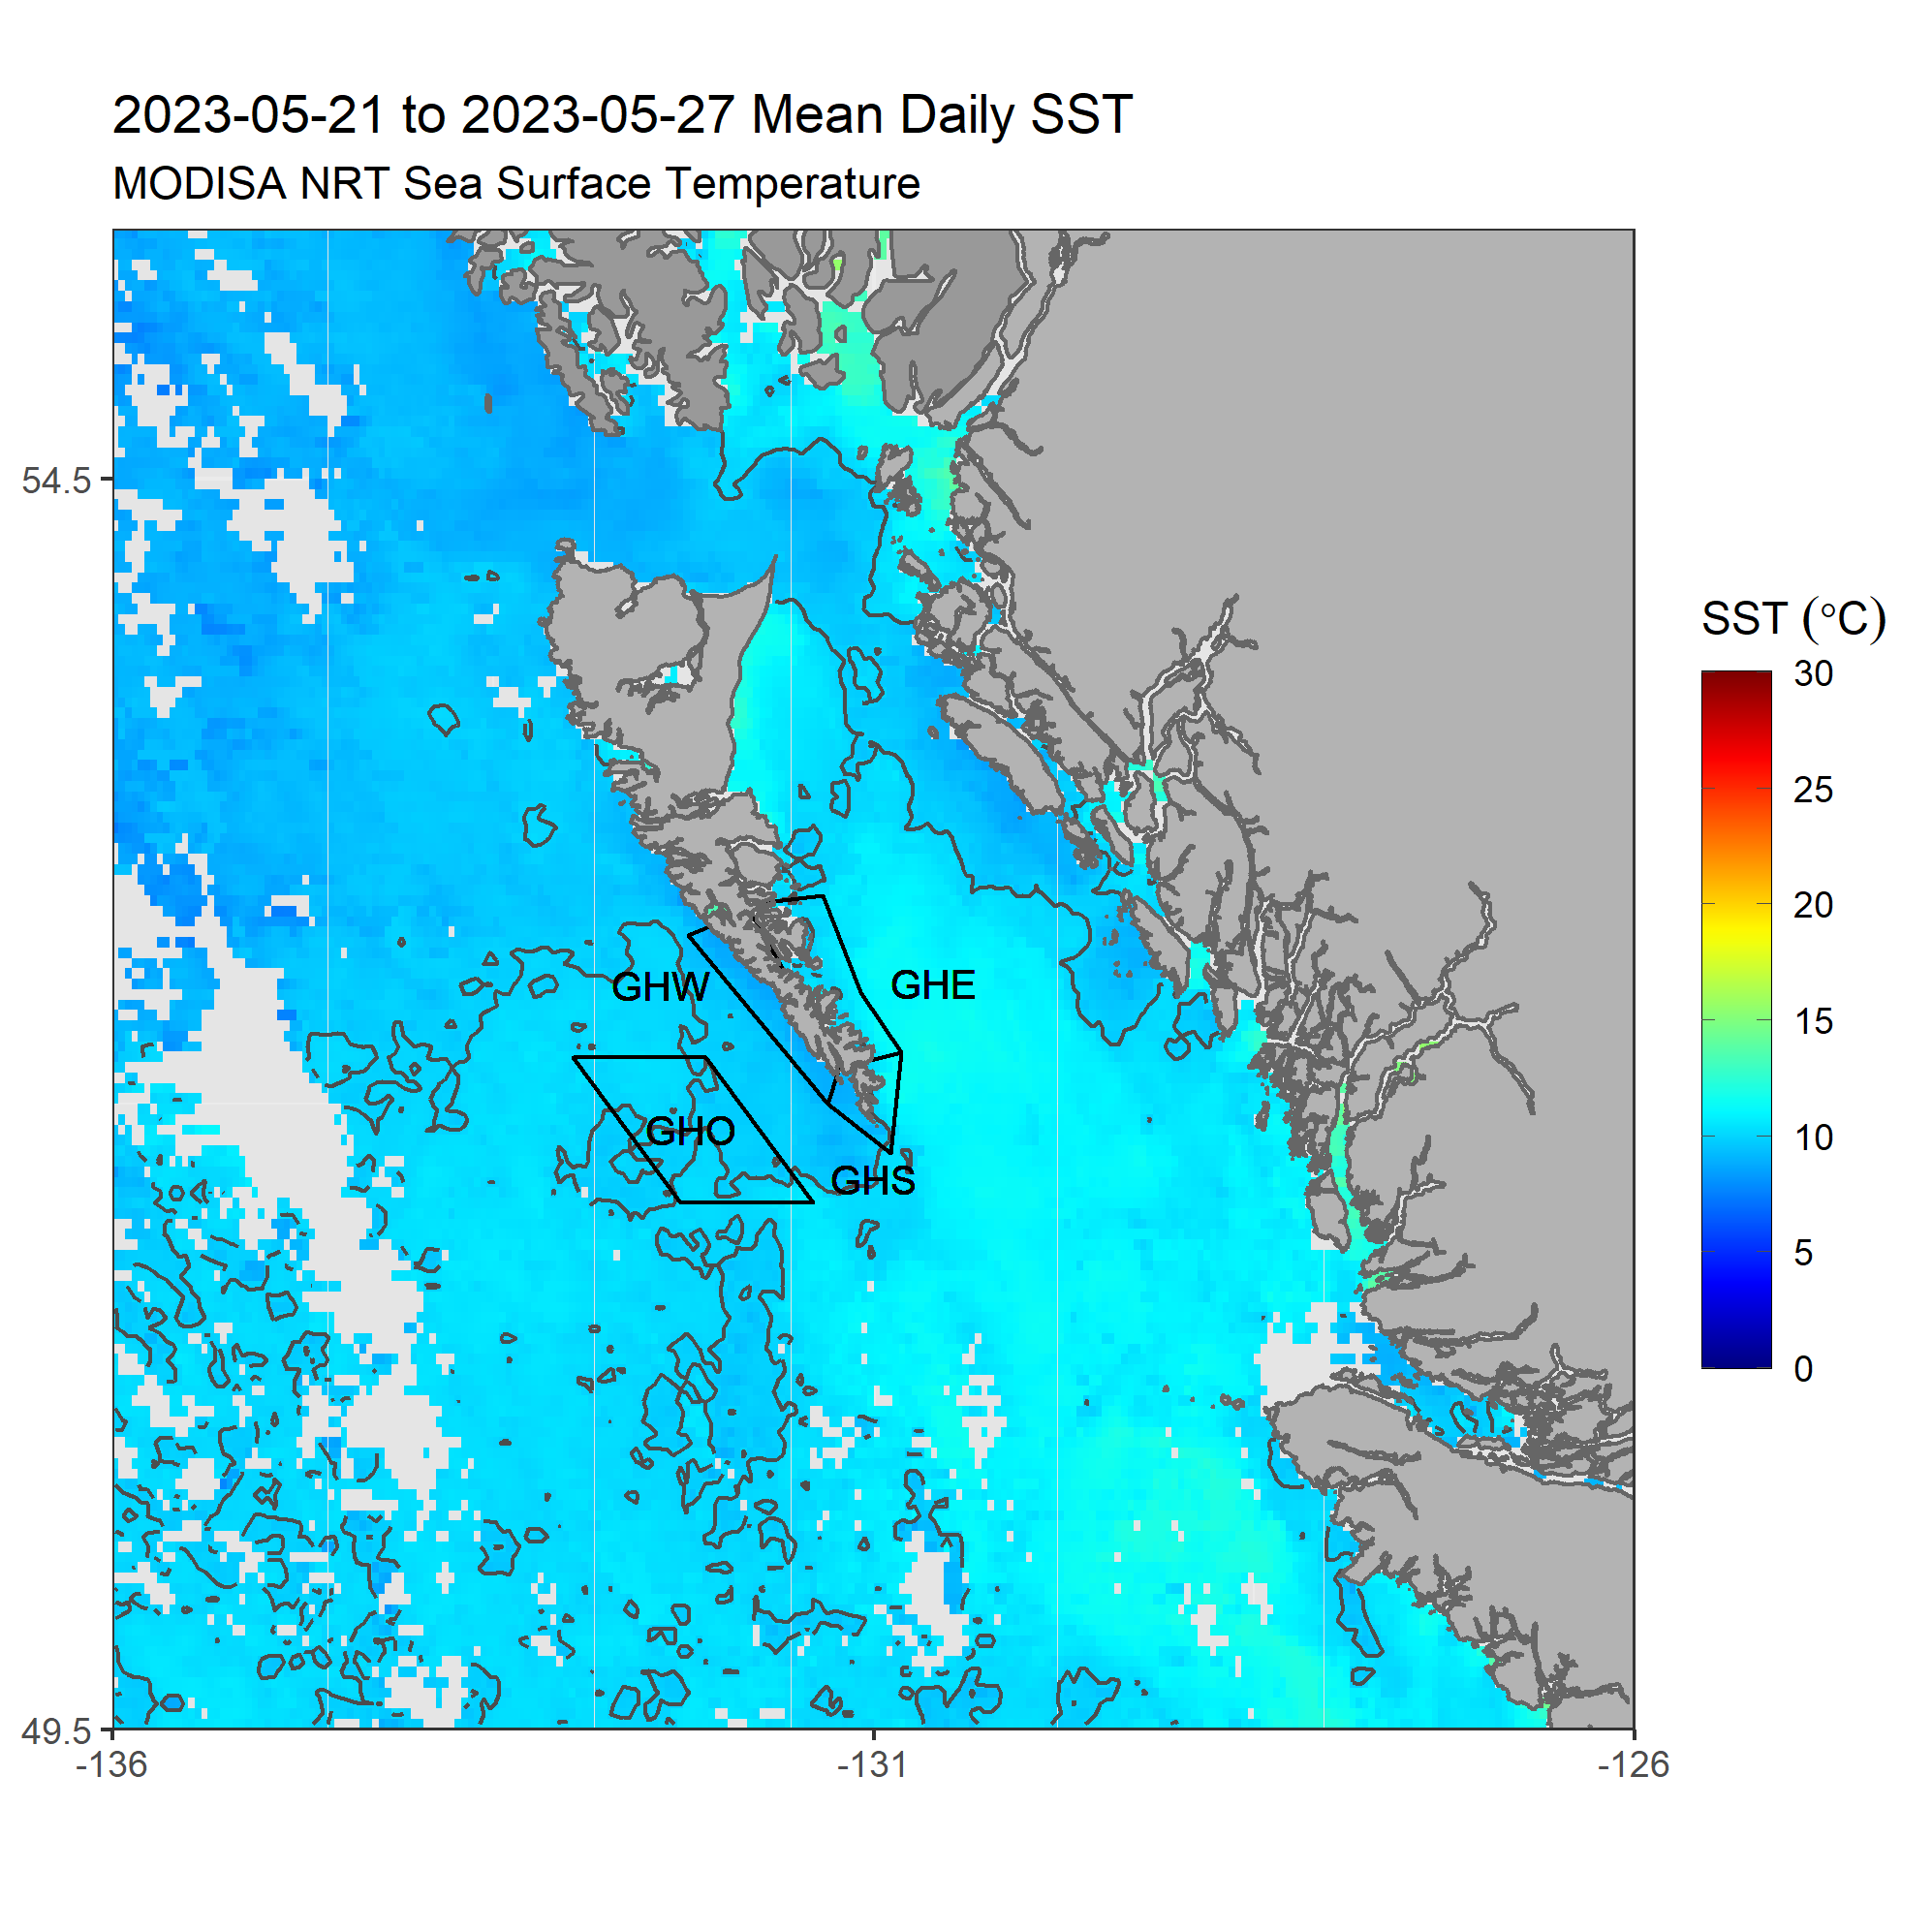 2023-05-21 to 2023-05-27 Mean Daily SST
MODISA NRT Sea Surface Temperature
54.5
49.5
-136
-131
-126
GHW
GHE
GHO
GHS
SST (°C)
30
25
20
15
10
5
0